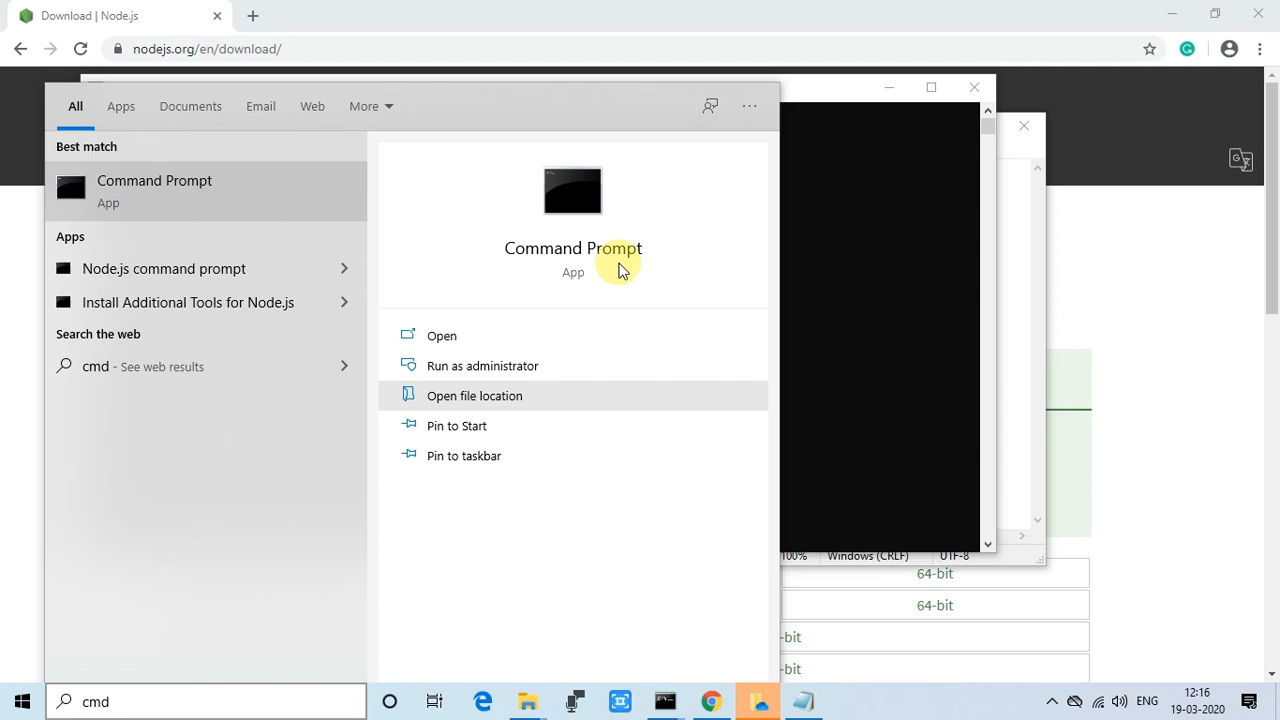 Download | Node.js
nodejs.org/en/download/
All Apps Documents Email Web More
Best match
Command Prompt
App
Apps
Node.js command prompt
Install Additional Tools for Node.js
Search the web
cmd - See web results
Command Prompt
App
Open
Run as administrator
Open file location
Pin to Start
Pin to taskbar
100% Windows (CRLF) UTF-8
64-bit
64-bit
-bit
-bit
cmd
ENG
12:16
19-03-2020